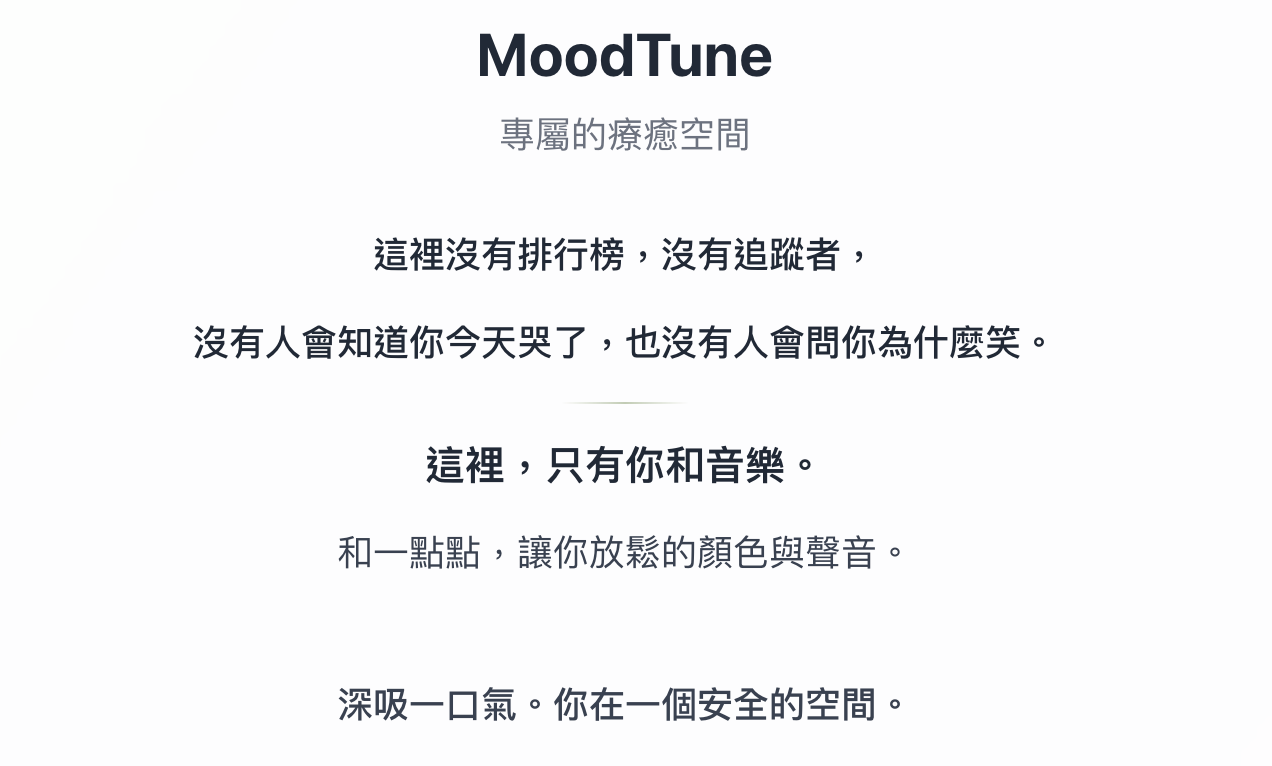 MoodTune
專屬的療癒空間
這裡沒有排行榜，沒有追蹤者，
沒有人會知道你今天哭了，也沒有人會問你為什麼笑。
這裡，只有你和音樂。
和一點點，讓你放鬆的顏色與聲音。
深吸一口氣。你在一個安全的空間。